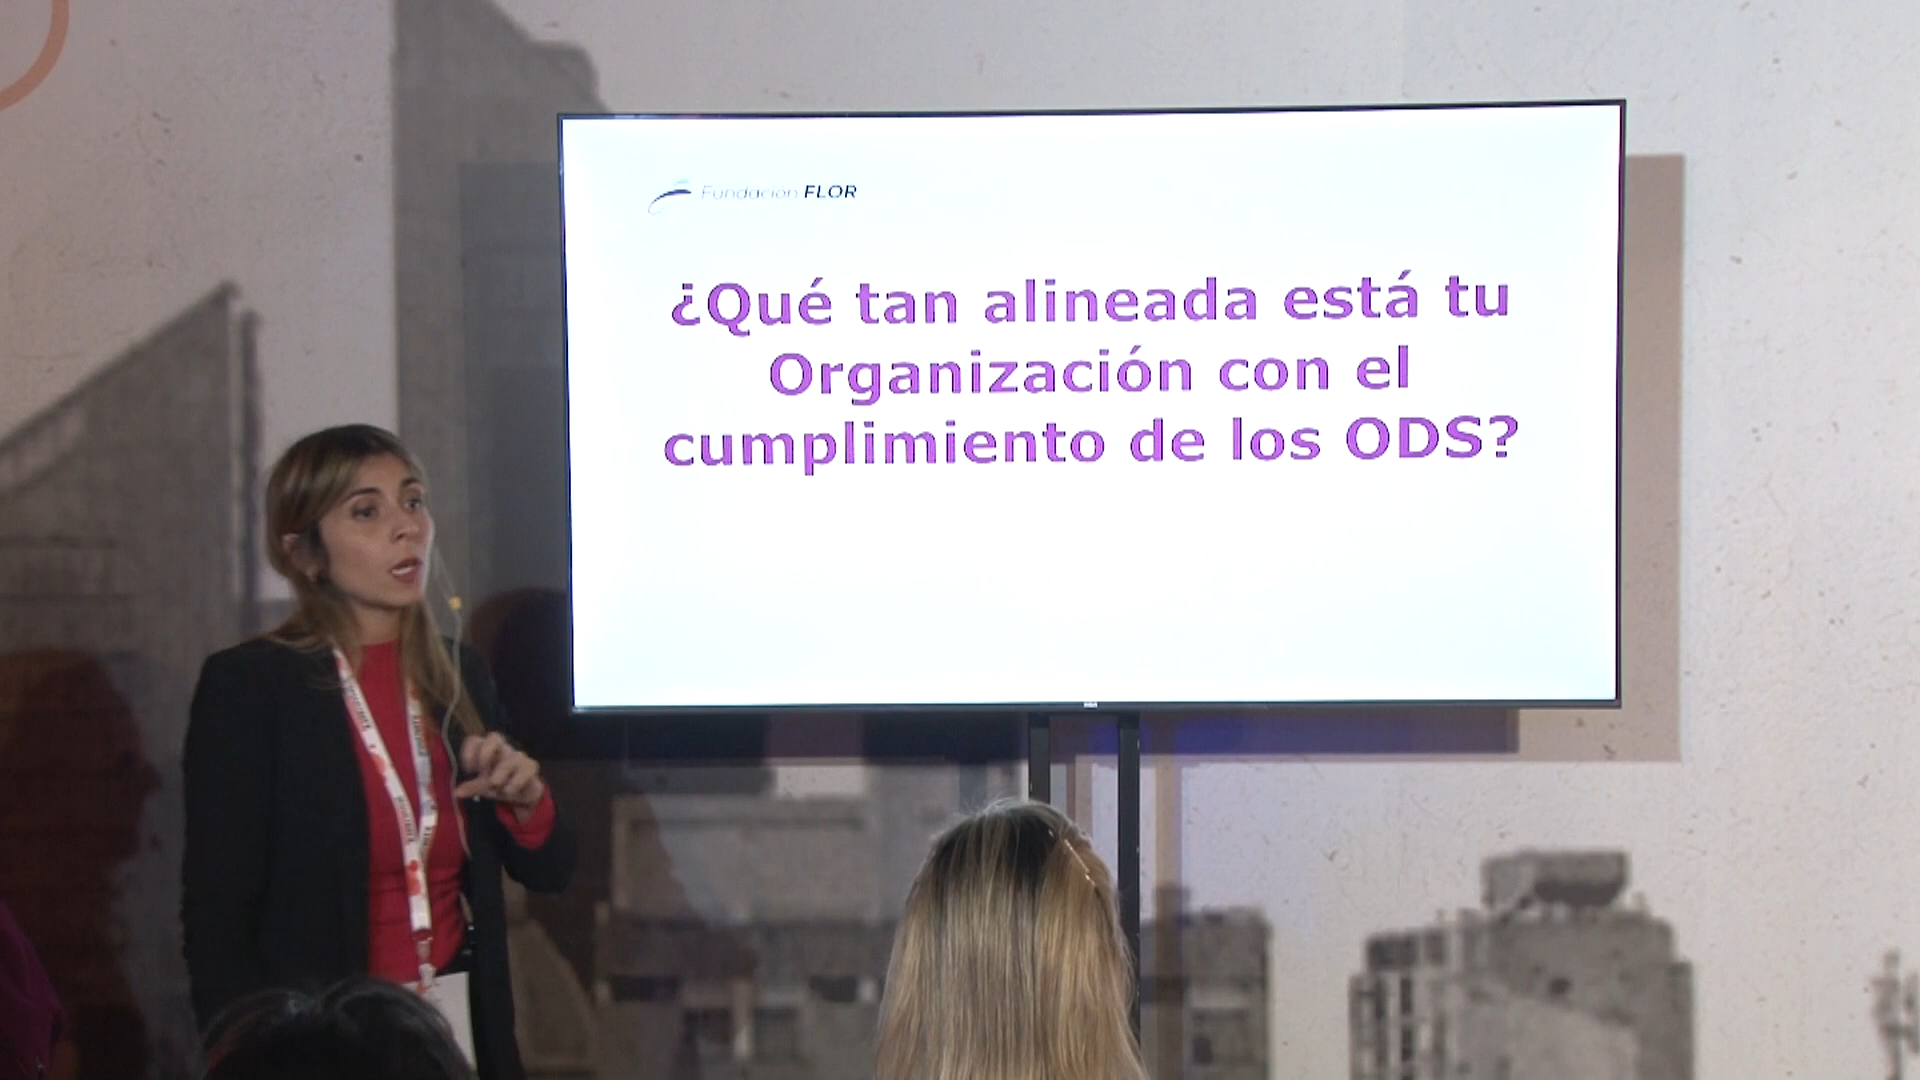 Fundación FLOR
¿Qué tan alineada está tu
Organización con el
cumplimiento de los ODS?